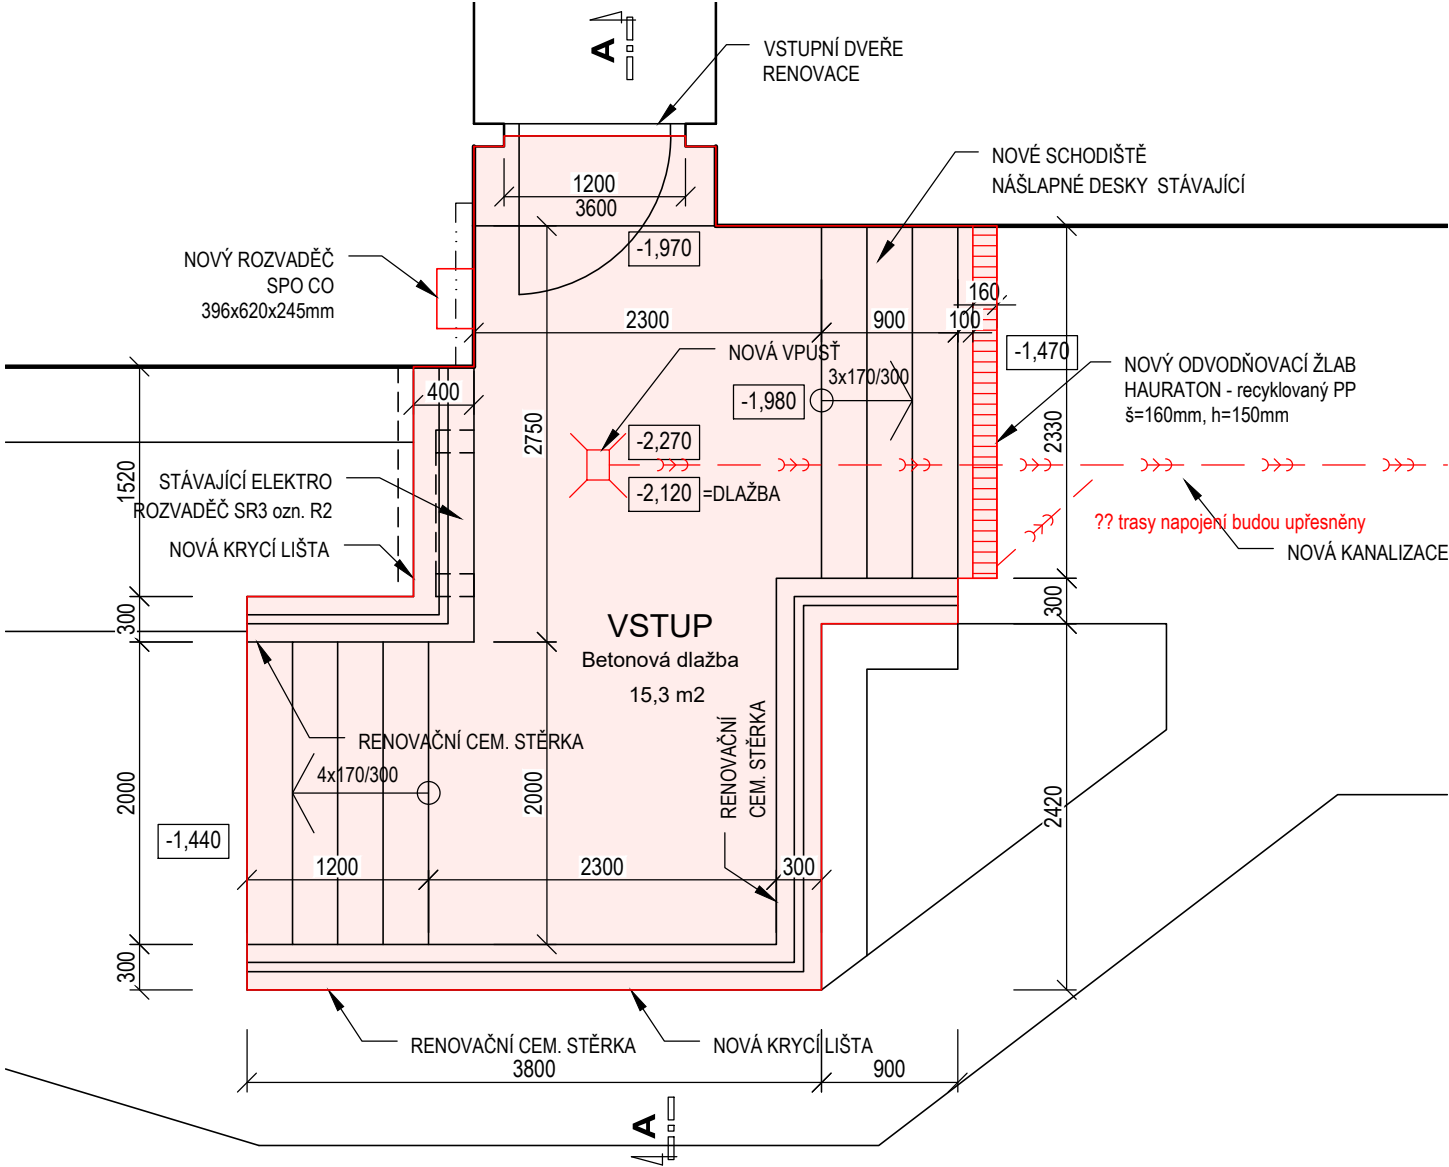 A
VSTUPNÍ DVEŘE
RENOVACE
NOVÉ SCHODIŠTĚ
NÁŠLAPNÉ DESKY STÁVAJÍCÍ
1200
3600
-1,970
NOVÝ ROZVADĚČ
SPO CO
396x620x245mm
160
2300
900
100
NOVÁ VPUSŤ
-1,470
NOVÝ ODVODŇOVACÍ ŽLAB
HAURATON - recyklovaný PP
š=160mm, h=150mm
3x170/300
400
-1,980
2750
2330
-2,270
1520
STÁVAJÍCÍ ELEKTRO
ROZVADĚČ SR3 ozn. R2
-2,120 =DLAŽBA
?? trasy napojení budou upřesněny
NOVÁ KRYCÍ LIŠTA
NOVÁ KANALIZACE
300
300
VSTUP
Betonová dlažba
15,3 m2
RENOVAČNÍ CEM. STĚRKA
RENOVAČNÍ
CEM. STĚRKA
4x170/300
2000
2000
2420
-1,440
1200
2300
300
300
RENOVAČNÍ CEM. STĚRKA
NOVÁ KRYCÍ LIŠTA
3800
900
A